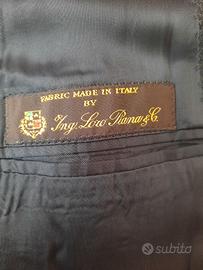 FABRIC MADE IN ITALY
BY
Ing. Loro Piana & C.
subito